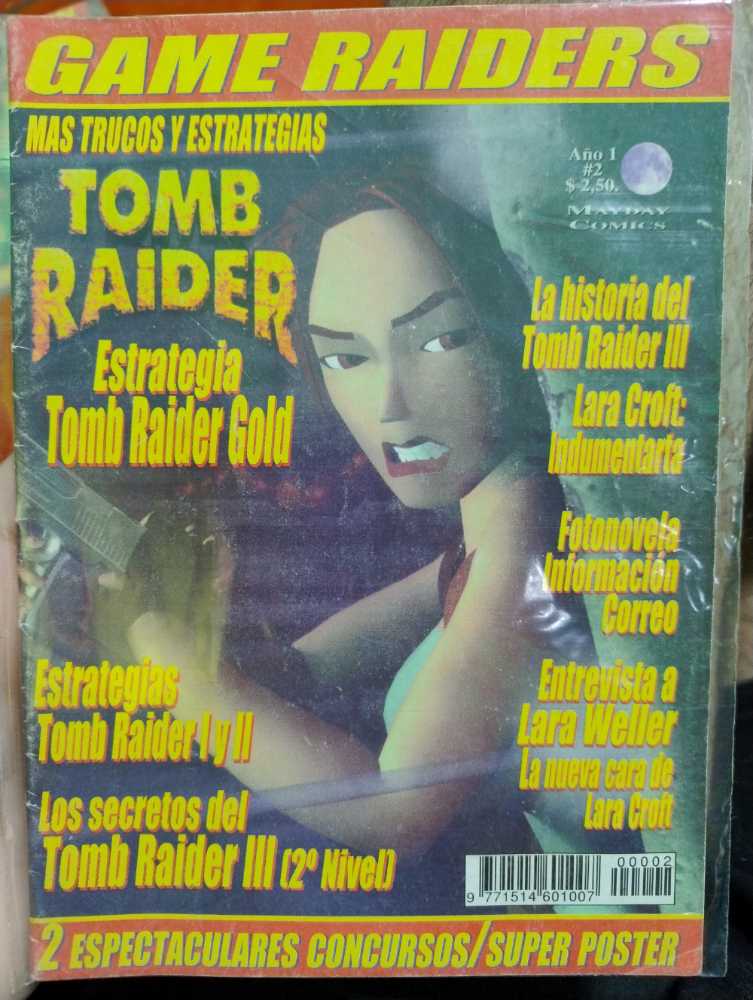 GAME RAIDERS
MAS TRUCOS Y ESTRATEGIAS
TOMB
RAIDER
Estrategia
Tomb Raider Gold
Año 1
#2
$ 2,50.
MAYDAY
COMICS
La historia del
Tomb Raider III
Lara Croft:
Indumentaria
Fotonovela
Información
Correo
Estrategias
Tomb Raider I y II
Entrevista a
Lara Weller
La nueva cara de
Lara Croft
Los secretos del
Tomb Raider III (2º Nivel)
00002
9 771514 601007
2 ESPECTACULARES CONCURSOS/SUPER POSTER